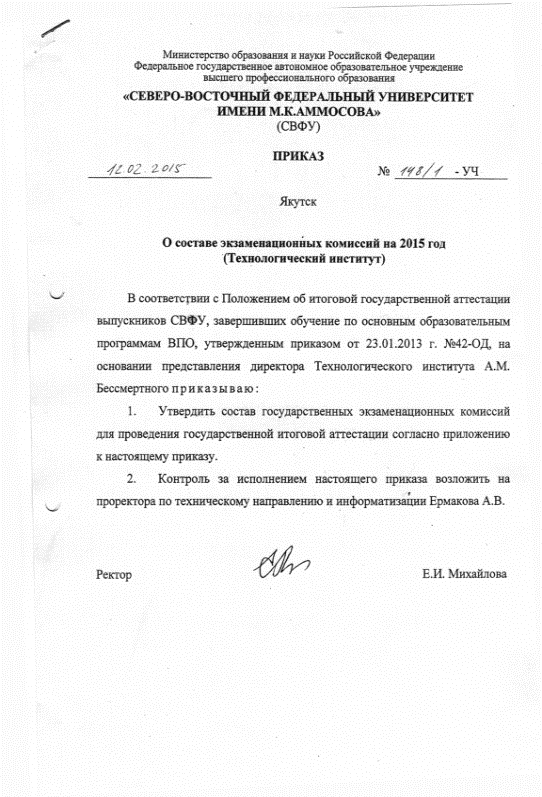 Министерство образования и науки Российской Федерации
Федеральное государственное автономное образовательное учреждение
высшего профессионального образования
«СЕВЕРО-ВОСТОЧНЫЙ ФЕДЕРАЛЬНЫЙ УНИВЕРСИТЕТ
ИМЕНИ М.К.АММОСОВА»
(СВФУ)
ПРИКАЗ
12.02.2015 № 148/1 - УЧ
Якутск
О составе экзаменационных комиссий на 2015 год
(Технологический институт)
В соответствии с Положением об итоговой государственной аттестации
выпускников СВФУ, завершивших обучение по основным образовательным
программам ВПО, утвержденным приказом от 23.01.2013 г. №42-ОД, на
основании представления директора Технологического института А.М.
Бессмертного приказываю:
1. Утвердить состав государственных экзаменационных комиссий
для проведения государственной итоговой аттестации согласно приложению
к настоящему приказу.
2. Контроль за исполнением настоящего приказа возложить на
проректора по техническому направлению и информатизации Ермакова А.В.
Ректор Е.И. Михайлова